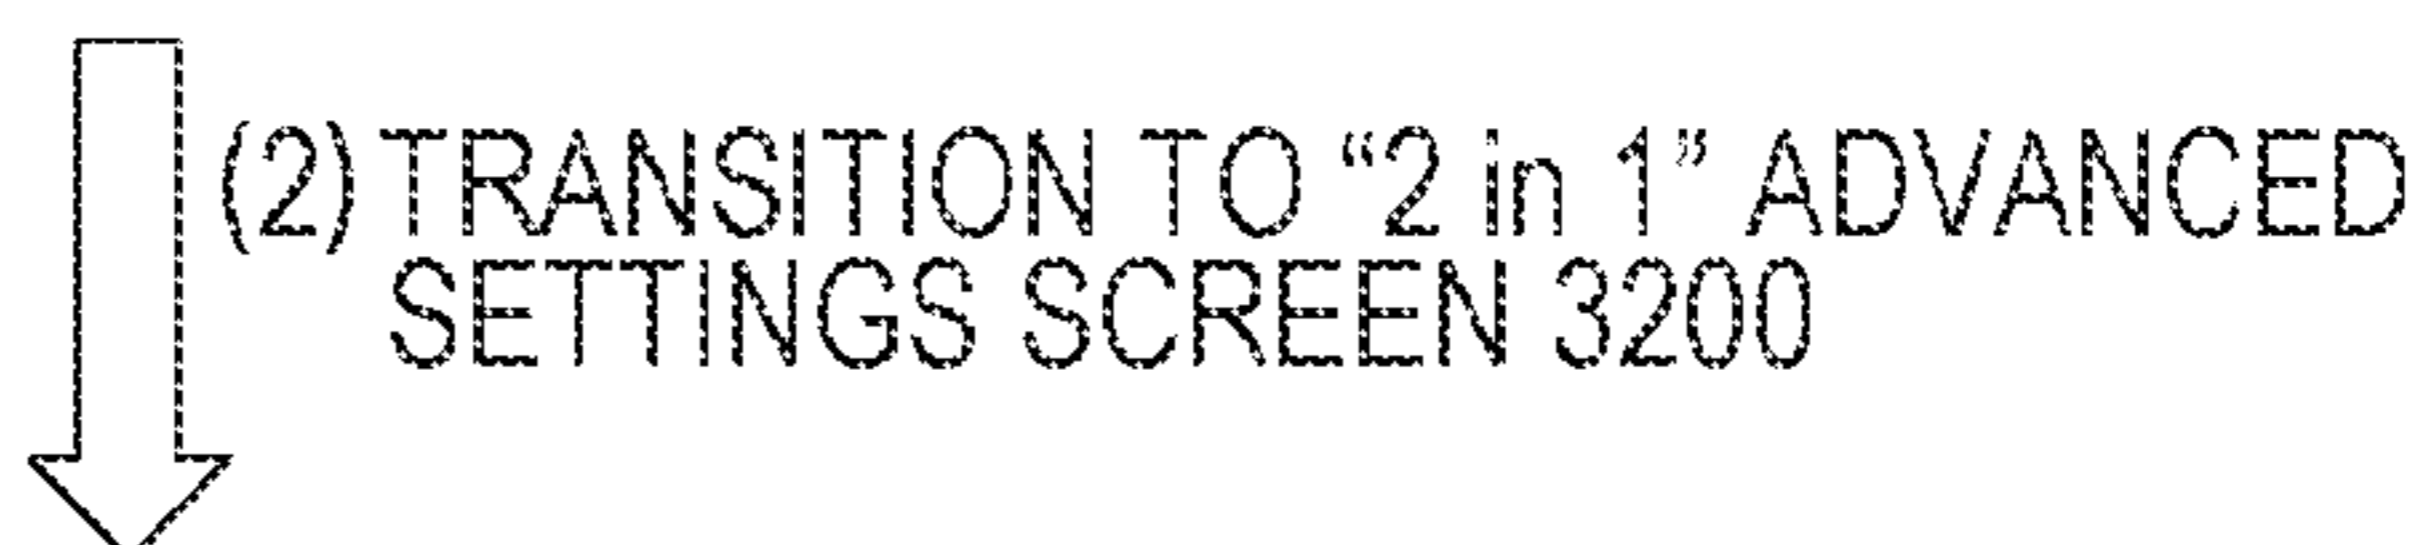 (2) TRANSITION TO “2 in 1” ADVANCED
SETTINGS SCREEN 3200